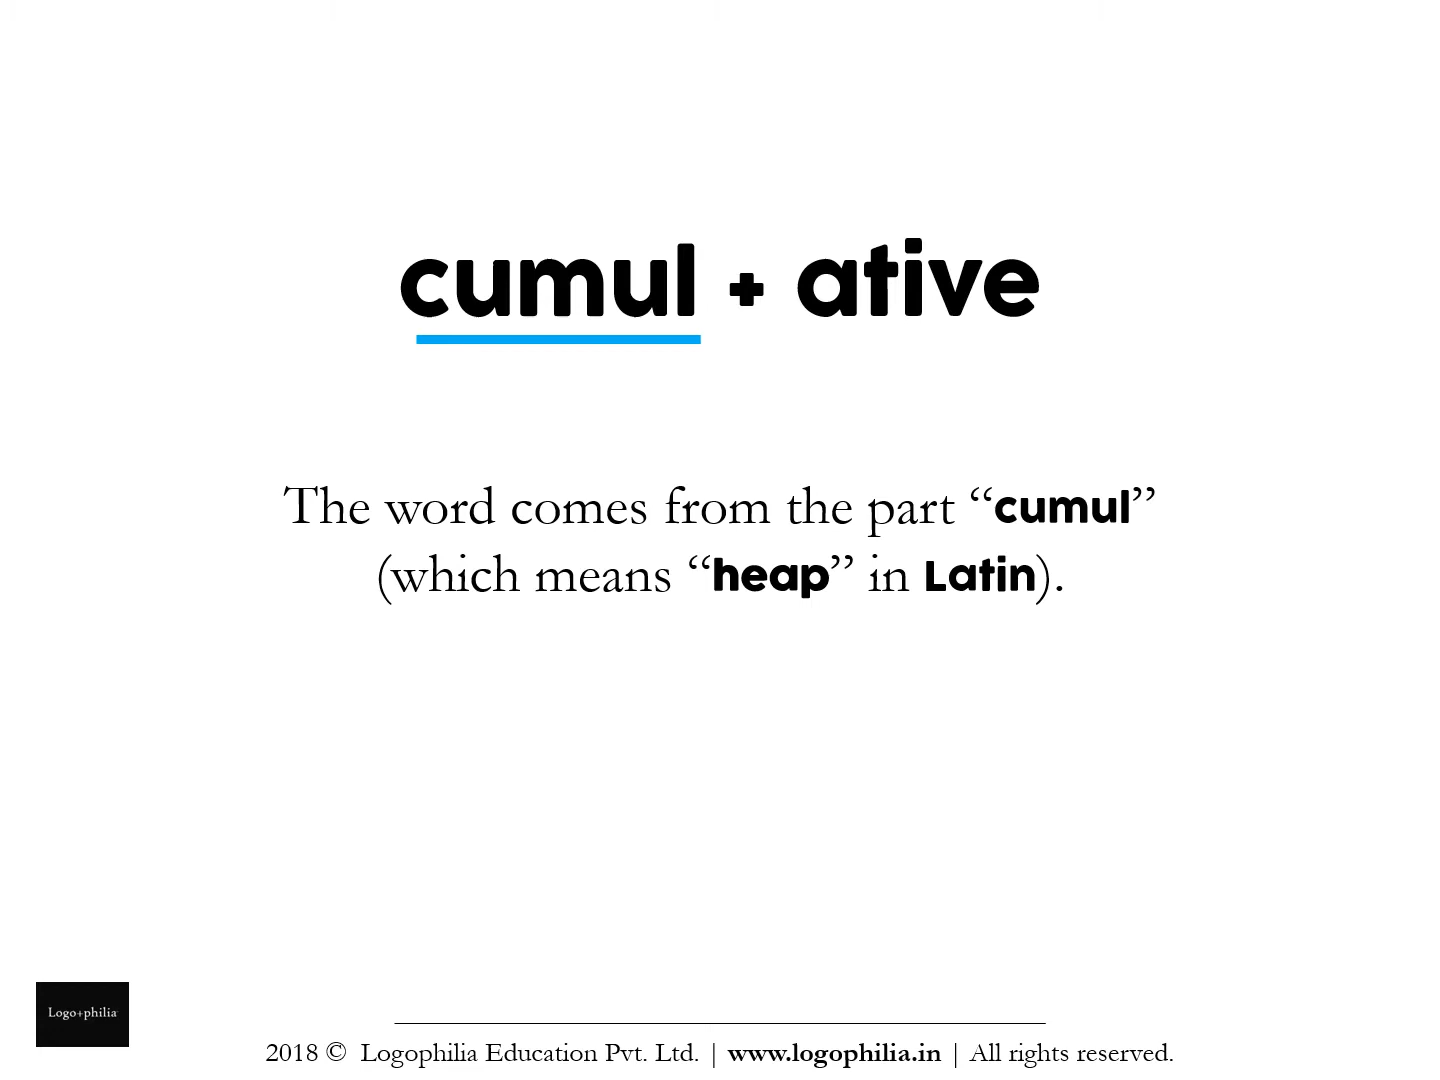 cumul + ative
The word comes from the part “cumul”
(which means “heap” in Latin).
Logo+philia
2018 © Logophilia Education Pvt. Ltd. | www.logophilia.in | All rights reserved.